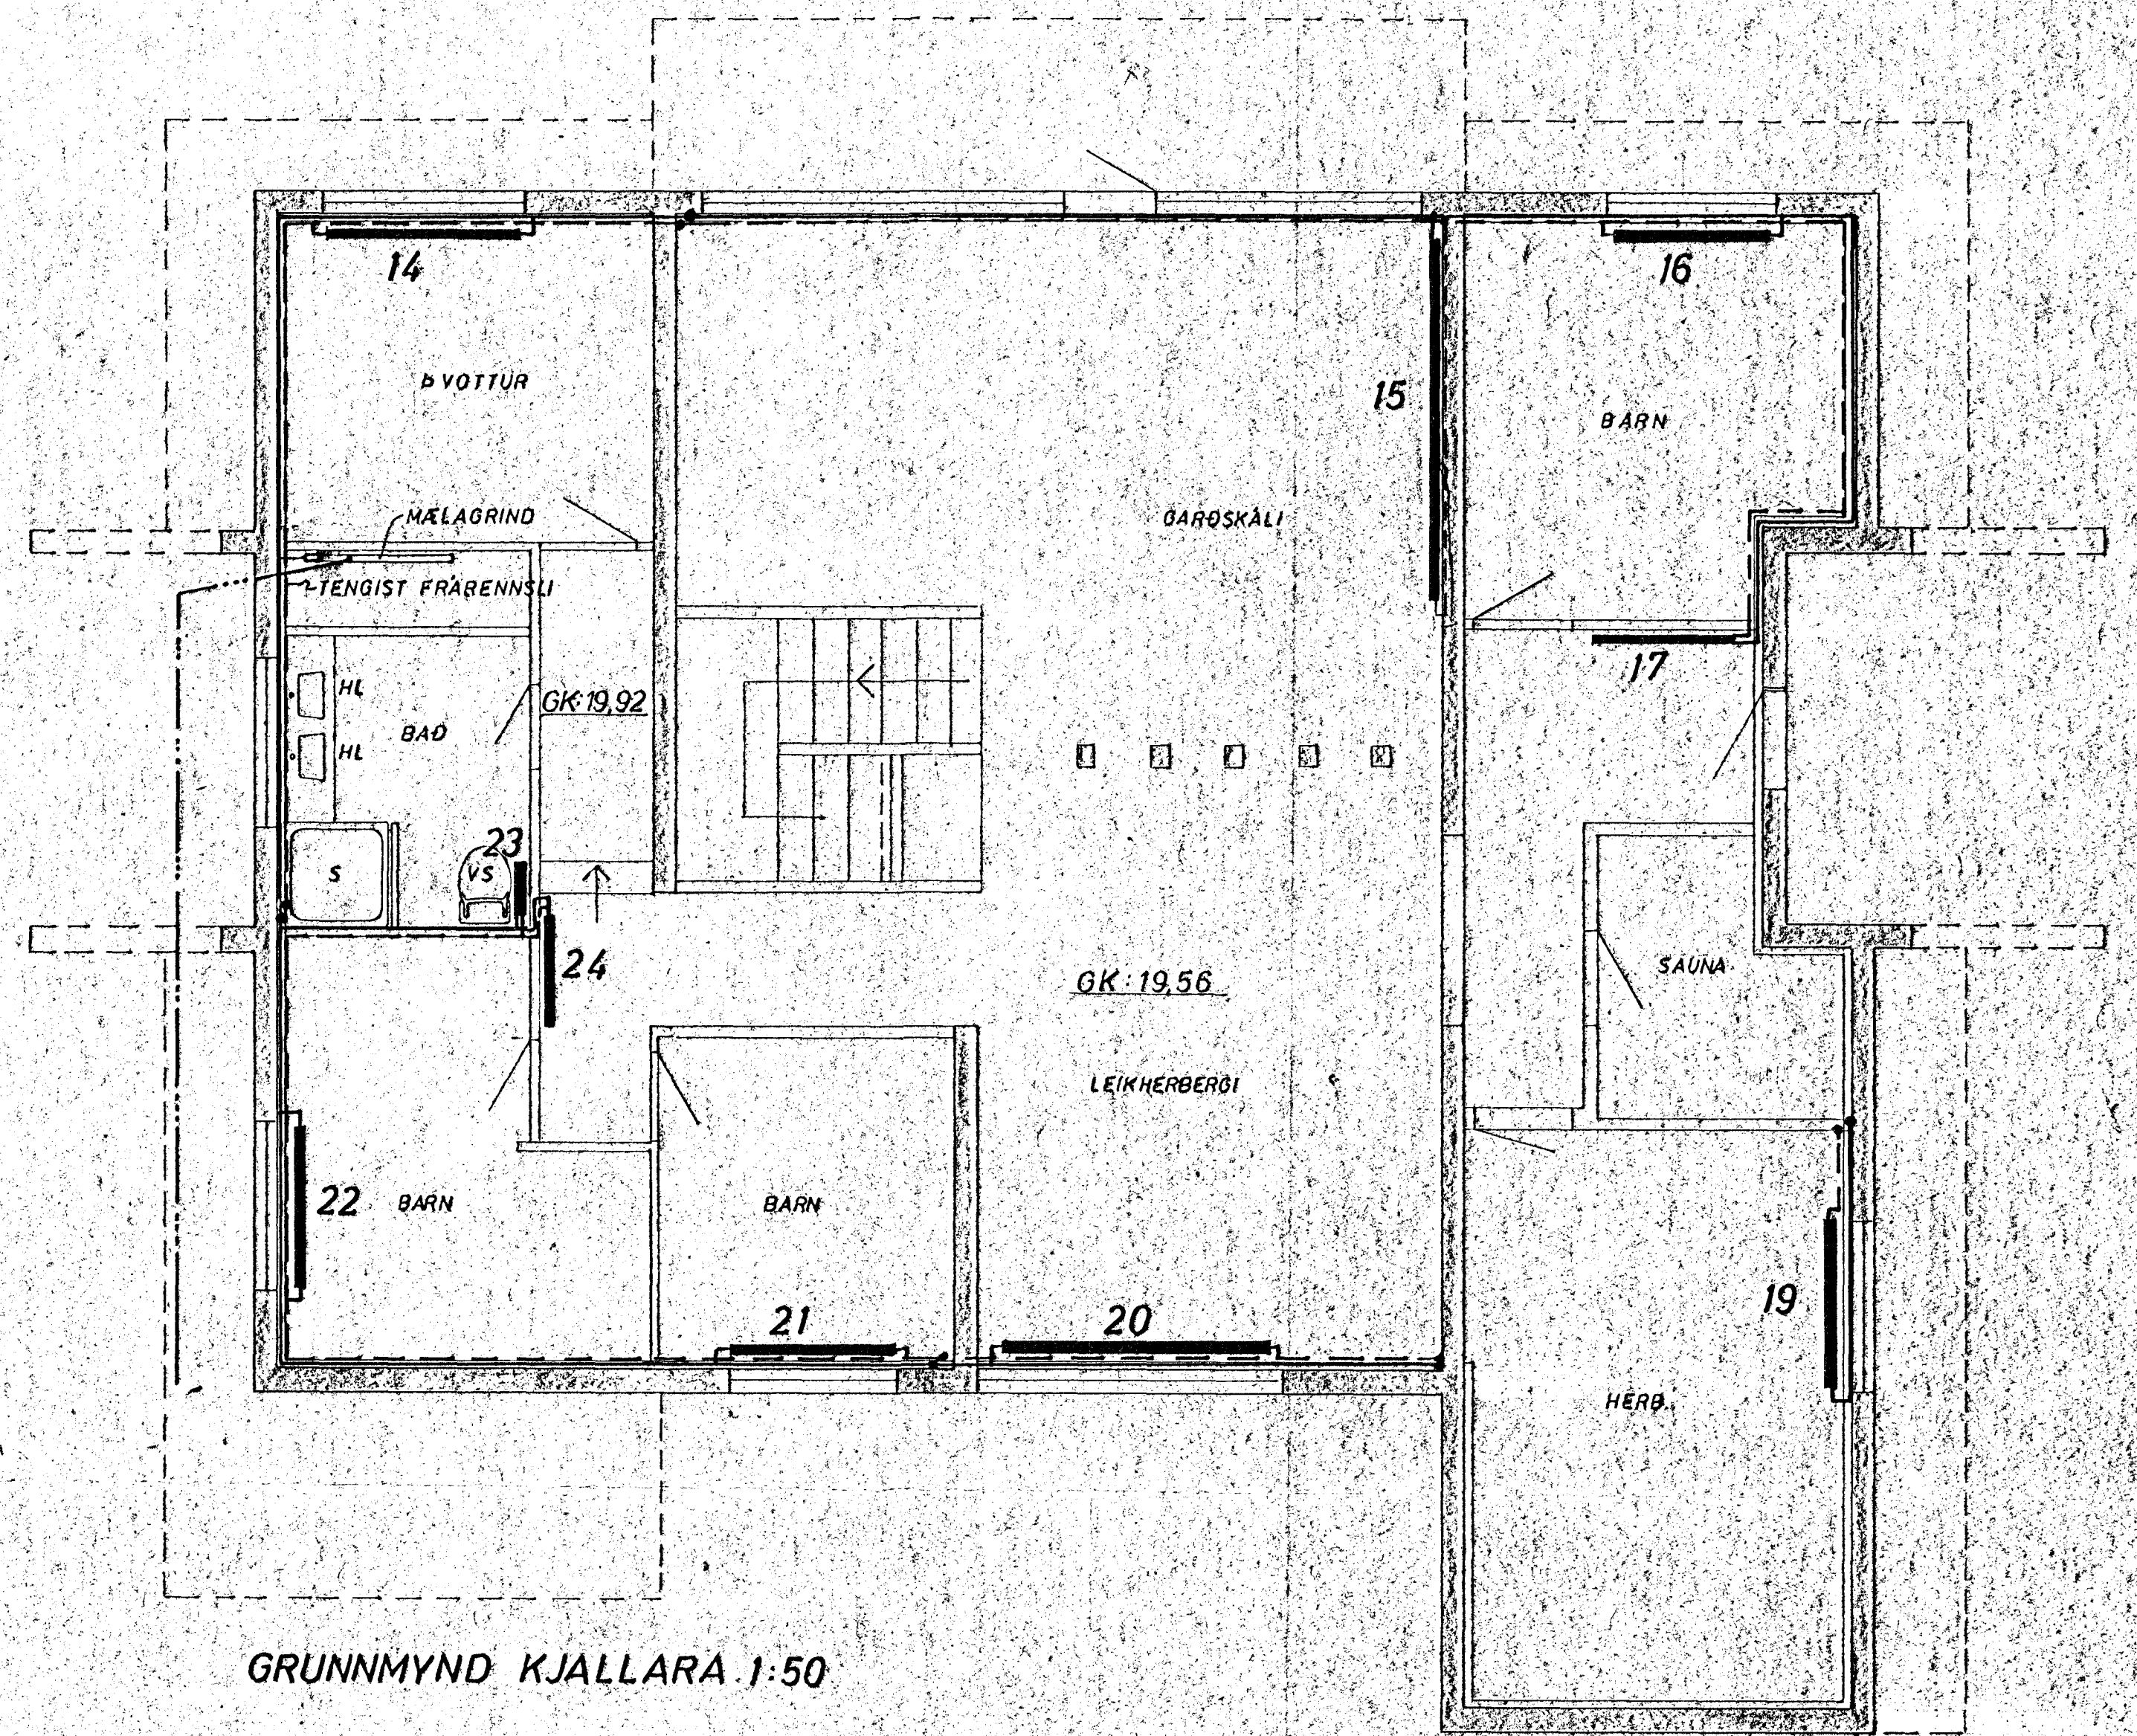 14
16
ÞVOTTUR
15
BARN
MÆLAGRIND
GARÐSKÁLI
TENGIST FRÁRENNSLI
17
HL
GK: 19,92
BAÐ
HL
23
S
VS
24
SAUNA
GK: 19,56
LEIKHERBERGI
22
BARN
BARN
19
21
20
HERB.
GRUNNMYND KJALLARA 1:50